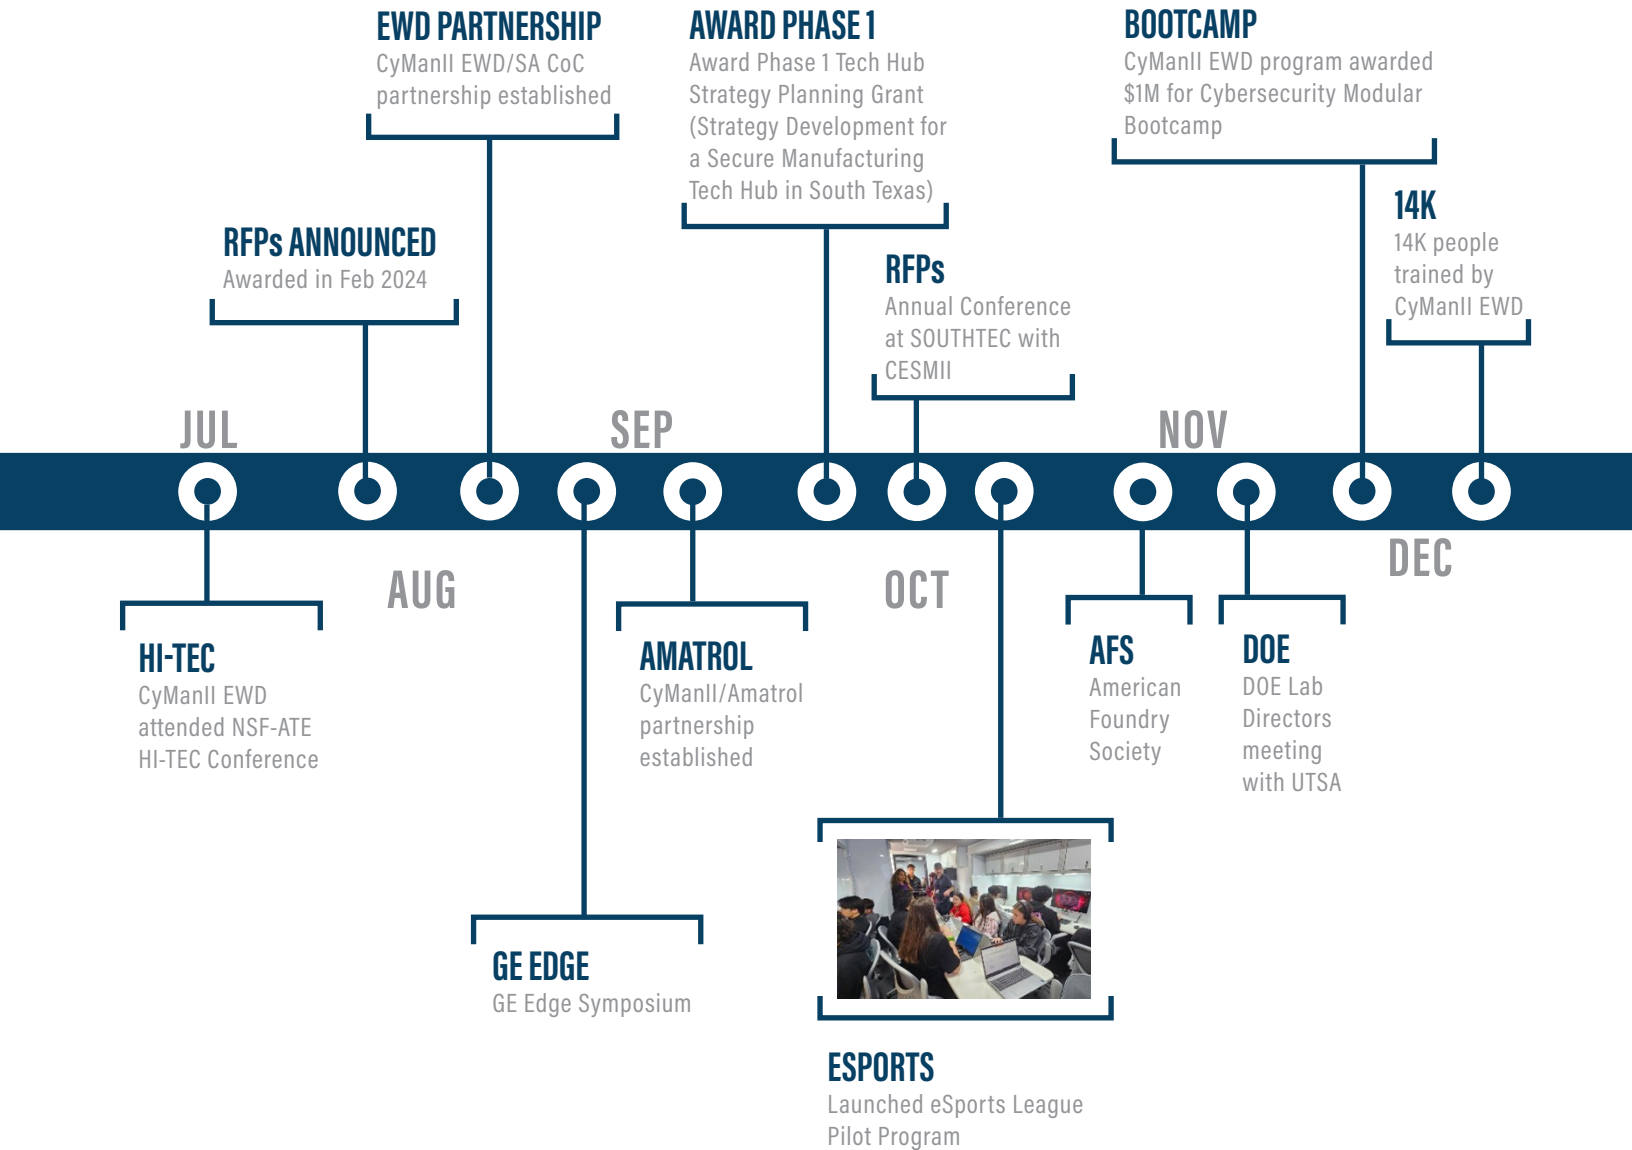 EWD PARTNERSHIP
CyManII EWD/SA CoC
partnership established
AWARD PHASE 1
Award Phase 1 Tech Hub
Strategy Planning Grant
(Strategy Development for
a Secure Manufacturing
Tech Hub in South Texas)
BOOTCAMP
CyManII EWD program awarded
$1M for Cybersecurity Modular
Bootcamp
14K
14K people
trained by
CyManII EWD
RFPs ANNOUNCED
Awarded in Feb 2024
RFPs
Annual Conference
at SOUTHTEC with
CESMII
JUL
SEP
NOV
AUG
OCT
DEC
HI-TEC
CyManII EWD
attended NSF-ATE
HI-TEC Conference
AMATROL
CyManII/Amatrol
partnership
established
AFS
American
Foundry
Society
DOE
DOE Lab
Directors
meeting
with UTSA
GE EDGE
GE Edge Symposium
ESPORTS
Launched eSports League
Pilot Program